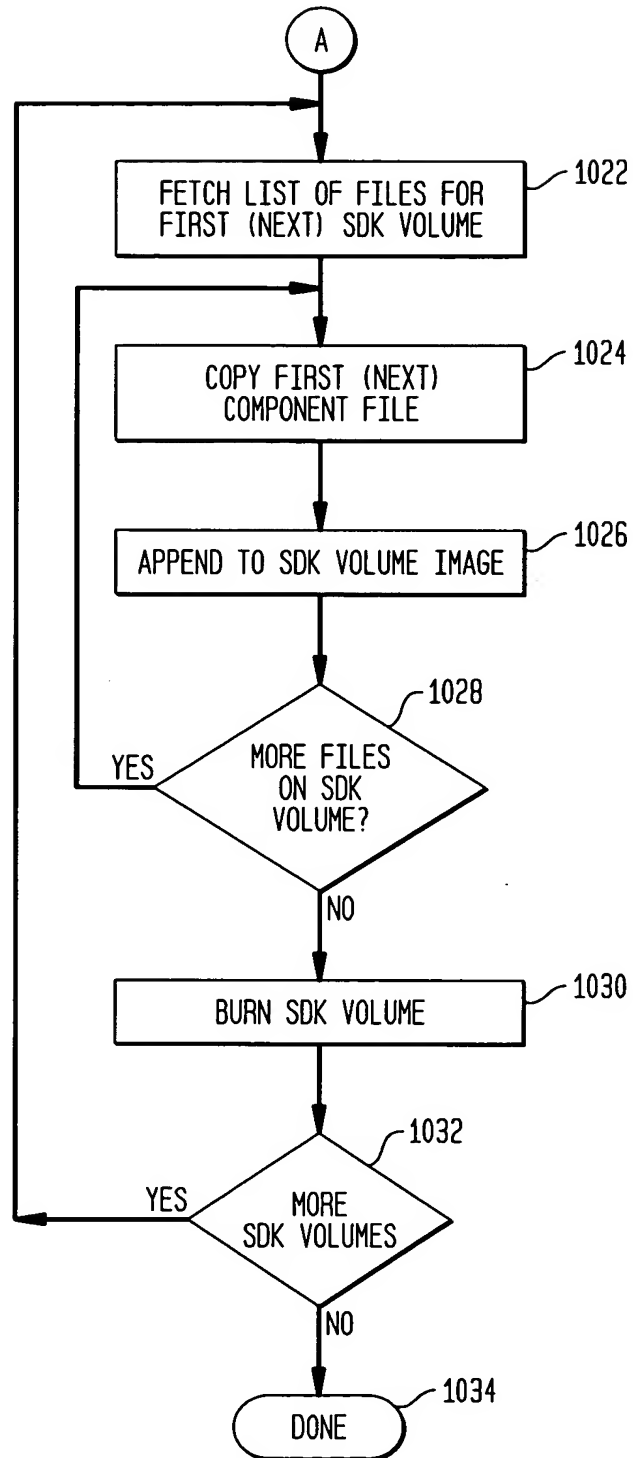 A
FETCH LIST OF FILES FOR
FIRST (NEXT) SDK VOLUME
1022
COPY FIRST (NEXT)
COMPONENT FILE
1024
APPEND TO SDK VOLUME IMAGE
1026
1028
YES
MORE FILES
ON SDK
VOLUME?
NO
BURN SDK VOLUME
1030
1032
YES
MORE
SDK VOLUMES
NO
DONE
1034